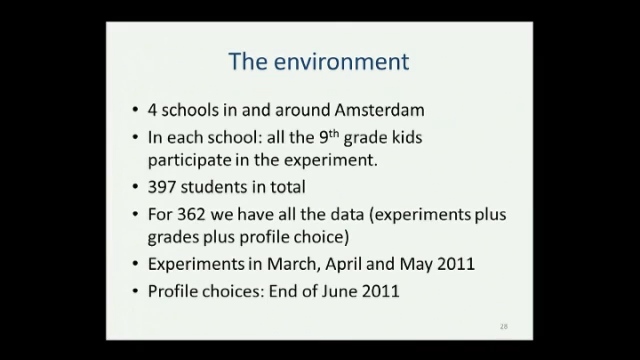 The environment
• 4 schools in and around Amsterdam
• In each school: all the 9th grade kids
participate in the experiment.
• 397 students in total
• For 362 we have all the data (experiments plus
grades plus profile choice)
• Experiments in March, April and May 2011
• Profile choices: End of June 2011
28